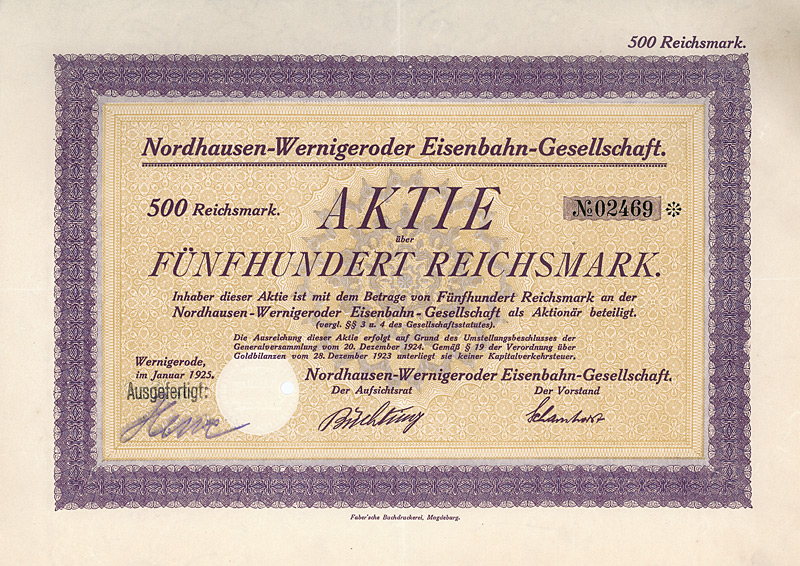 500 Reichsmark.
Nordhausen-Wernigeroder Eisenbahn-Gesellschaft.
500 Reichsmark.
AKTIE
№ 02469
über
FÜNFHUNDERT REICHSMARK.
Inhaber dieser Aktie ist mit dem Betrage von Fünfhundert Reichsmark an der
Nordhausen-Wernigeroder Eisenbahn-Gesellschaft als Aktionär beteiligt.
(vergl. §§ 3 u. 4 des Gesellschaftsstatutes).
Die Ausreichung dieser Aktie erfolgt auf Grund des Umstellungsbeschlusses der
Generalversammlung vom 20. Dezember 1924. Gemäß § 19 der Verordnung über
Goldbilanzen vom 28. Dezember 1923 unterliegt sie keiner Kapitalverkehrsteuer.
Wernigerode,
im Januar 1925.
Ausgefertigt:
Nordhausen-Wernigeroder Eisenbahn-Gesellschaft.
Der Aufsichtsrat
Der Vorstand
Büchtung
Scharnhorst
Faber'sche Buchdruckerei, Magdeburg.